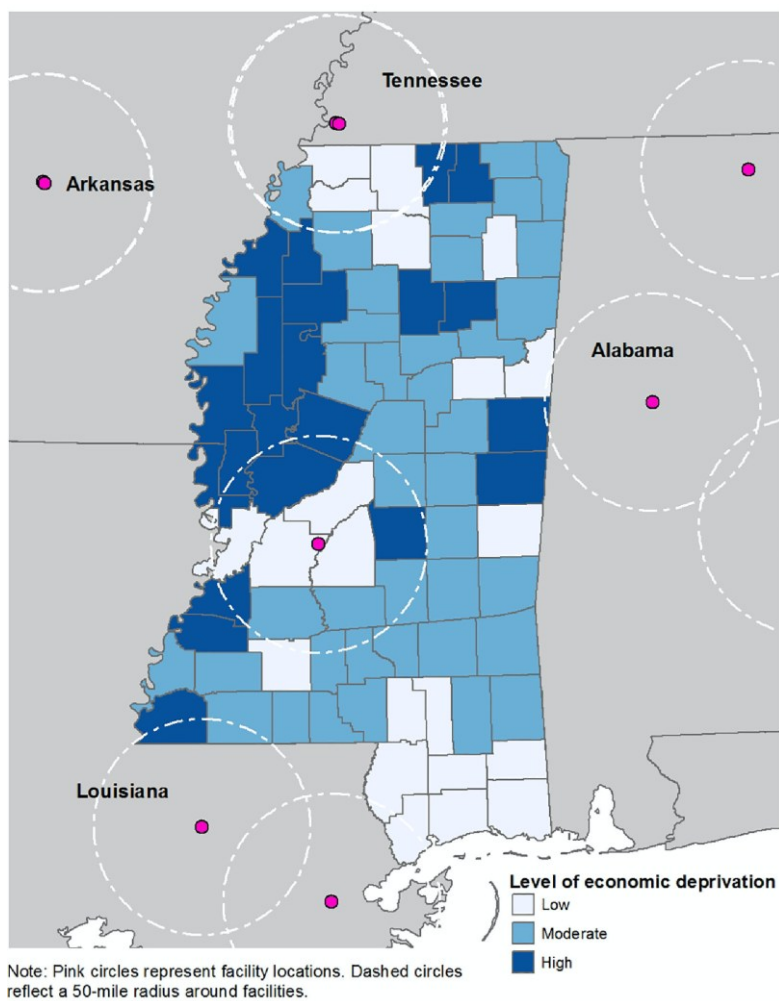 Tennessee
Arkansas
Alabama
Louisiana
Level of economic deprivation
Low
Moderate
High
Note: Pink circles represent facility locations. Dashed circles
reflect a 50-mile radius around facilities.